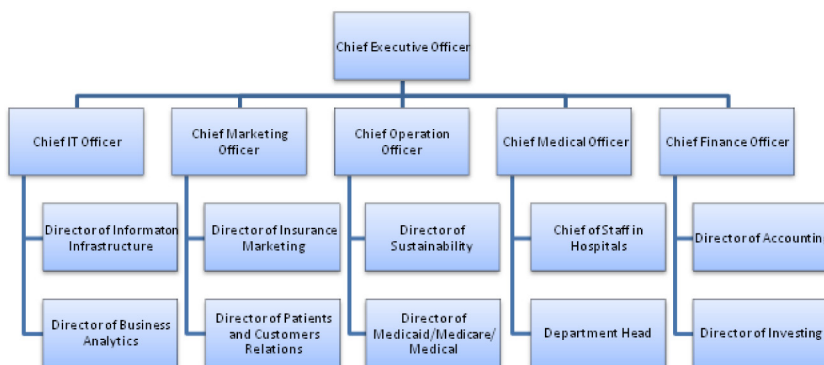 Chief Executive Officer
Chief IT Officer
Chief Marketing
Officer
Chief Operation
Officer
Chief Medical Officer
Chief Finance Officer
Director of Informaton
Infrastructure
Director of Insurance
Marketing
Director of
Sustainability
Chief of Staff in
Hospitals
Director of Accountin
Director of Business
Analytics
Director of Patients
and Customers
Relations
Director of
Medicaid/Medicare/
Medical
Department Head
Director of Investing